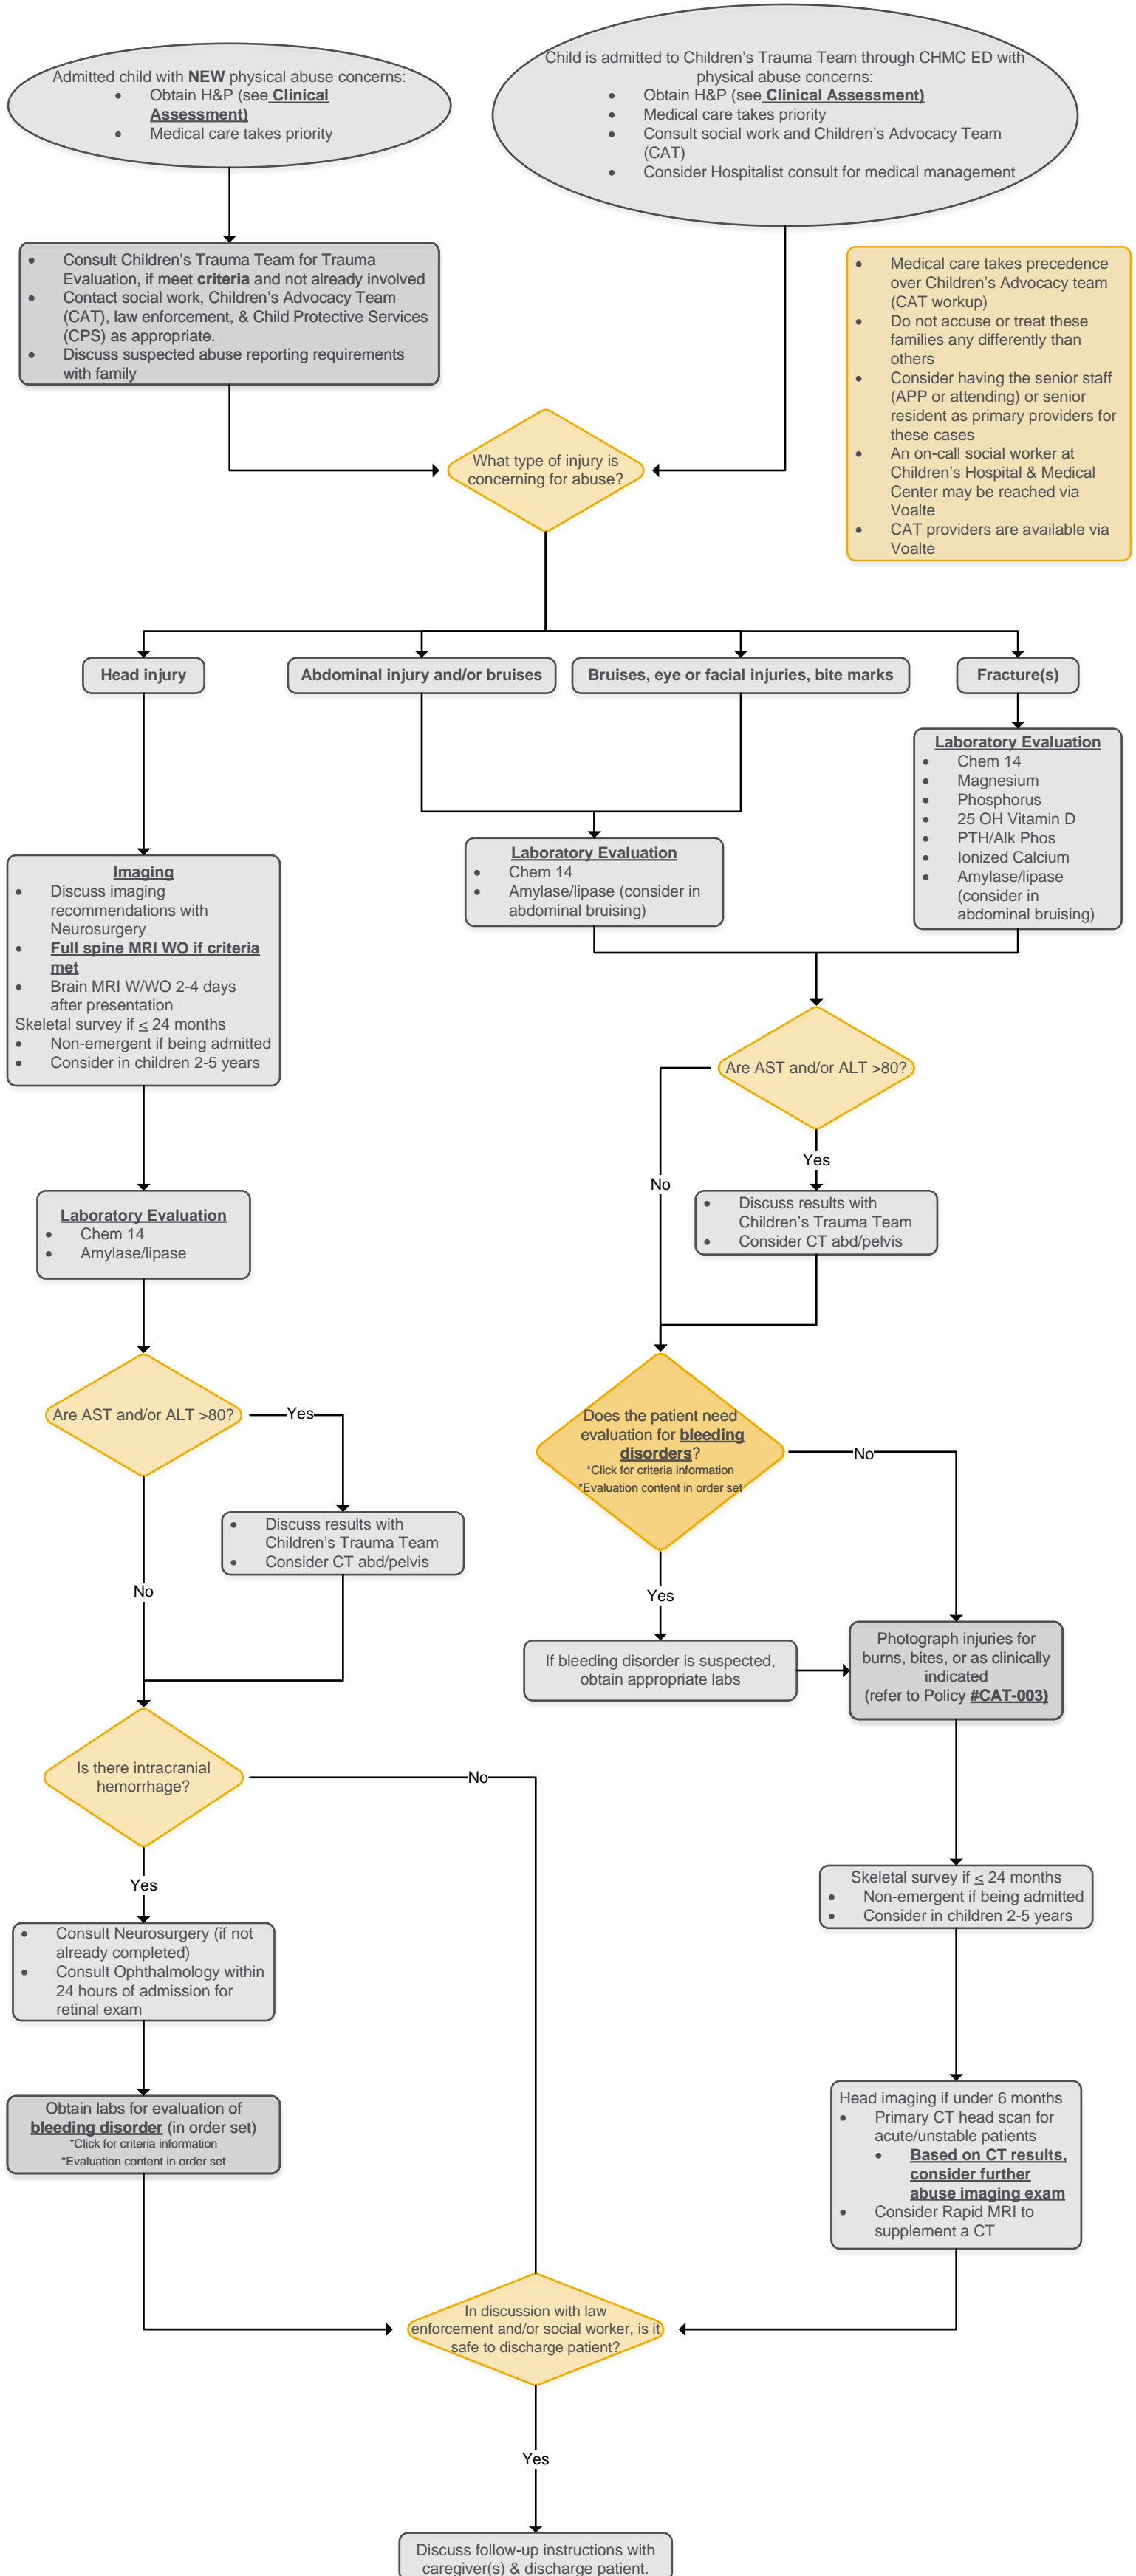 Admitted child with NEW physical abuse concerns:
• Obtain H&P (see Clinical
Assessment)
• Medical care takes priority
Child is admitted to Children's Trauma Team through CHMC ED with
physical abuse concerns:
• Obtain H&P (see Clinical Assessment)
• Medical care takes priority
• Consult social work and Children's Advocacy Team
(CAT)
• Consider Hospitalist consult for medical management
• Consult Children's Trauma Team for Trauma
Evaluation, if meet criteria and not already involved
• Contact social work, Children's Advocacy Team
(CAT), law enforcement, & Child Protective Services
(CPS) as appropriate.
• Discuss suspected abuse reporting requirements
with family
• Medical care takes precedence
over Children's Advocacy team
(CAT workup)
• Do not accuse or treat these
families any differently than
others
• Consider having the senior staff
(APP or attending) or senior
resident as primary providers for
these cases
• An on-call social worker at
Children's Hospital & Medical
Center may be reached via
Voalte
• CAT providers are available via
Voalte
What type of injury is
concerning for abuse?
Head injury
Abdominal injury and/or bruises
Bruises, eye or facial injuries, bite marks
Fracture(s)
Laboratory Evaluation
• Chem 14
• Magnesium
• Phosphorus
• 25 OH Vitamin D
• PTH/Alk Phos
• Ionized Calcium
• Amylase/lipase
(consider in
abdominal bruising)
Laboratory Evaluation
• Chem 14
• Amylase/lipase (consider in
abdominal bruising)
Imaging
• Discuss imaging
recommendations with
Neurosurgery
• Full spine MRI WO if criteria
met
• Brain MRI W/WO 2-4 days
after presentation
Skeletal survey if ≤ 24 months
• Non-emergent if being admitted
• Consider in children 2-5 years
Are AST and/or ALT >80?
Yes
No
• Discuss results with
Children's Trauma Team
• Consider CT abd/pelvis
Laboratory Evaluation
• Chem 14
• Amylase/lipase
Are AST and/or ALT >80?
Yes
• Discuss results with
Children's Trauma Team
• Consider CT abd/pelvis
No
Does the patient need
evaluation for bleeding
disorders?
*Click for criteria information
*Evaluation content in order set
No
Yes
If bleeding disorder is suspected,
obtain appropriate labs
Photograph injuries for
burns, bites, or as clinically
indicated
(refer to Policy #CAT-003)
Is there intracranial
hemorrhage?
No
Yes
Skeletal survey if ≤ 24 months
• Non-emergent if being admitted
• Consider in children 2-5 years
• Consult Neurosurgery (if not
already completed)
• Consult Ophthalmology within
24 hours of admission for
retinal exam
Obtain labs for evaluation of
bleeding disorder (in order set)
*Click for criteria information
*Evaluation content in order set
Head imaging if under 6 months
• Primary CT head scan for
acute/unstable patients
• Based on CT results,
consider further
abuse imaging exam
• Consider Rapid MRI to
supplement a CT
In discussion with law
enforcement and/or social worker, is it
safe to discharge patient?
Yes
Discuss follow-up instructions with
caregiver(s) & discharge patient.